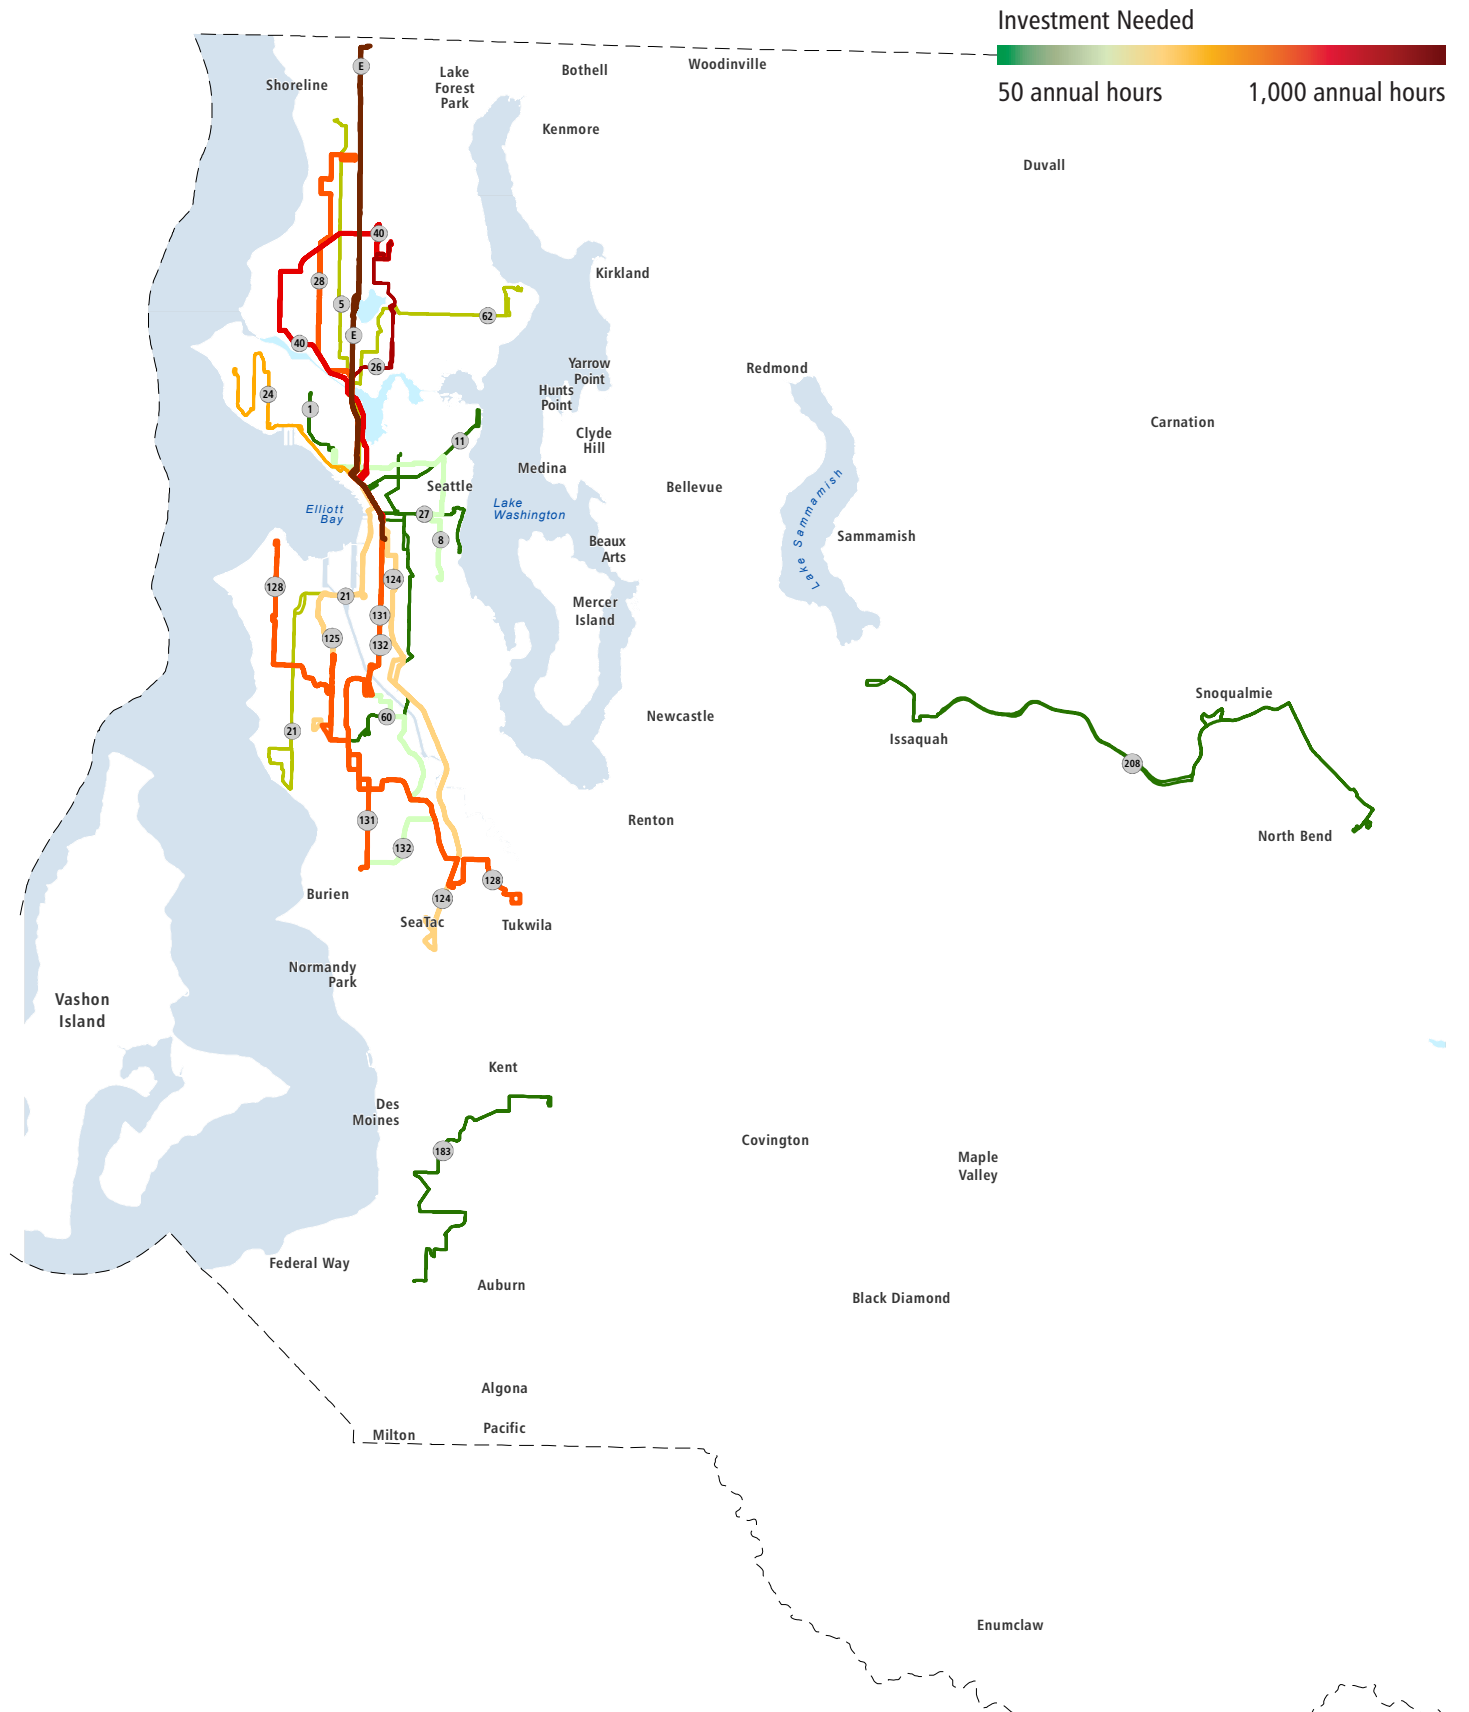 Investment Needed
50 annual hours
1,000 annual hours
E
Shoreline
Lake
Forest
Park
Bothell
Woodinville
Kenmore
Duvall
40
28
5
62
E
40
26
Kirkland
Yarrow
Point
Hunts
Point
Redmond
24
1
11
Clyde
Hill
Carnation
Medina
Seattle
Bellevue
Elliott
Bay
Lake
Washington
27
8
Lake Sammamish
Sammamish
Beaux
Arts
128
21
124
131
132
125
Mercer
Island
21
60
Newcastle
Issaquah
Snoqualmie
208
North Bend
Renton
131
132
128
124
Burien
SeaTac
Tukwila
Normandy
Park
Vashon
Island
Kent
Des
Moines
183
Covington
Maple
Valley
Federal Way
Auburn
Black Diamond
Algona
Pacific
Milton
Enumclaw